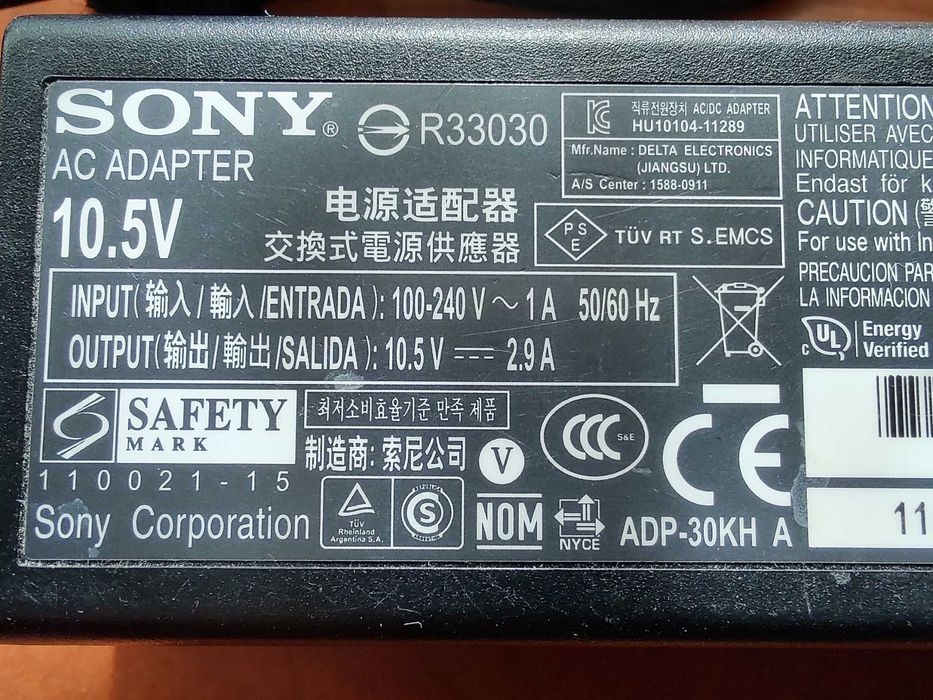 SONY® R33030
AC ADAPTER
10.5V
电源适配器
交換式電源供應器
직류전원장치 AC/DC ADAPTER
HU10104-11289
Mfr.Name : DELTA ELECTRONICS
(JIANGSU) LTD.
A/S Center : 1588-0911
PSE TÜV RT S.EMCS
INPUT(输入/輸入/ENTRADA): 100-240 V ~ 1 A 50/60 Hz
OUTPUT(输出/輸出/SALIDA): 10.5 V ⎓ 2.9 A
SAFETY
MARK
110021-15
Sony Corporation
최저소비효율기준 만족 제품
制造商: 索尼公司
V
CCC S&E
CE
TÜV
Rheinland
Argentina S.A.
S
NOM
NYCE
ADP-30KH A
ATTENTION
UTILISER AVEC
INFORMATIQUE
Endast för k
CAUTION (警
For use with In
PRECAUCION PAR
LA INFORMACION
c UL Energy
Verified
11